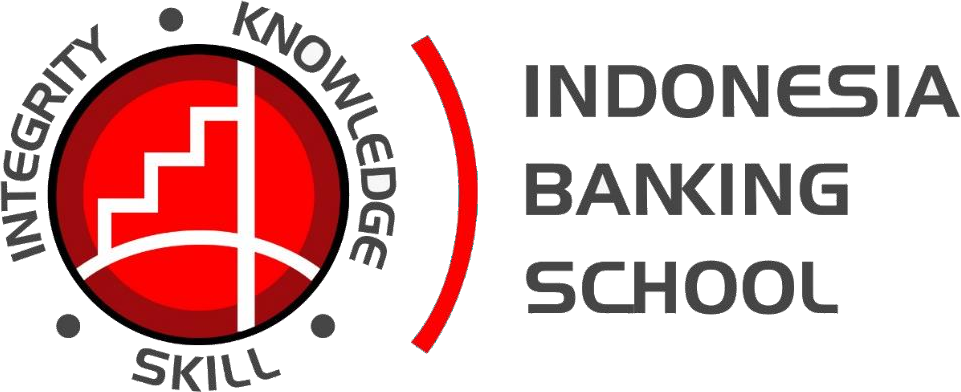 INTEGRITY
KNOWLEDGE
SKILL
INDONESIA
BANKING
SCHOOL